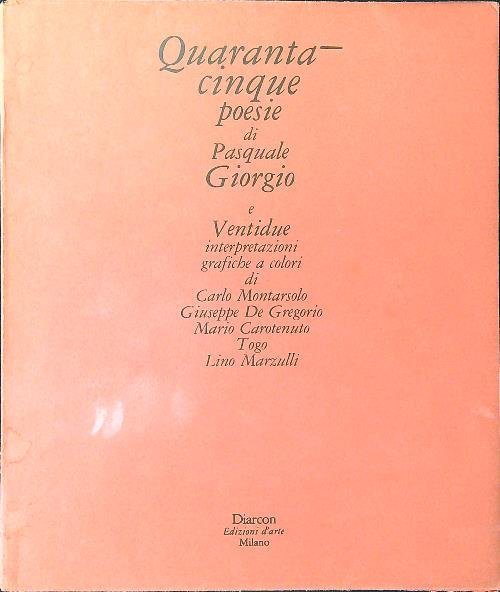 Quaranta—
cinque
poesie
di
Pasquale
Giorgio
e
Ventidue
interpretazioni
grafiche a colori
di
Carlo Montarsolo
Giuseppe De Gregorio
Mario Carotenuto
Togo
Lino Marzulli
Diarcon
Edizioni d'arte
Milano